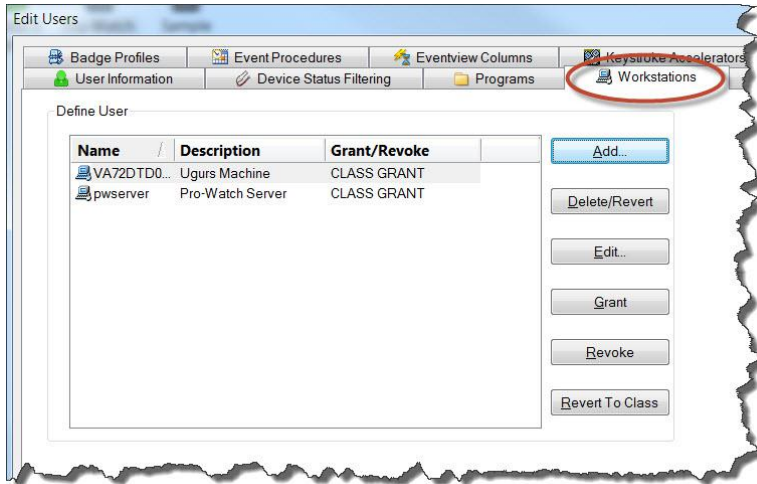 Sample
Edit Users
Badge Profiles Event Procedures Eventview Columns Keystroke Accelerators
User Information Device Status Filtering Programs Workstations
Define User
Name Description Grant/Revoke
VA72DTD0... Ugurs Machine CLASS GRANT
pwserver Pro-Watch Server CLASS GRANT
Add...
Delete/Revert
Edit...
Grant
Revoke
Revert To Class